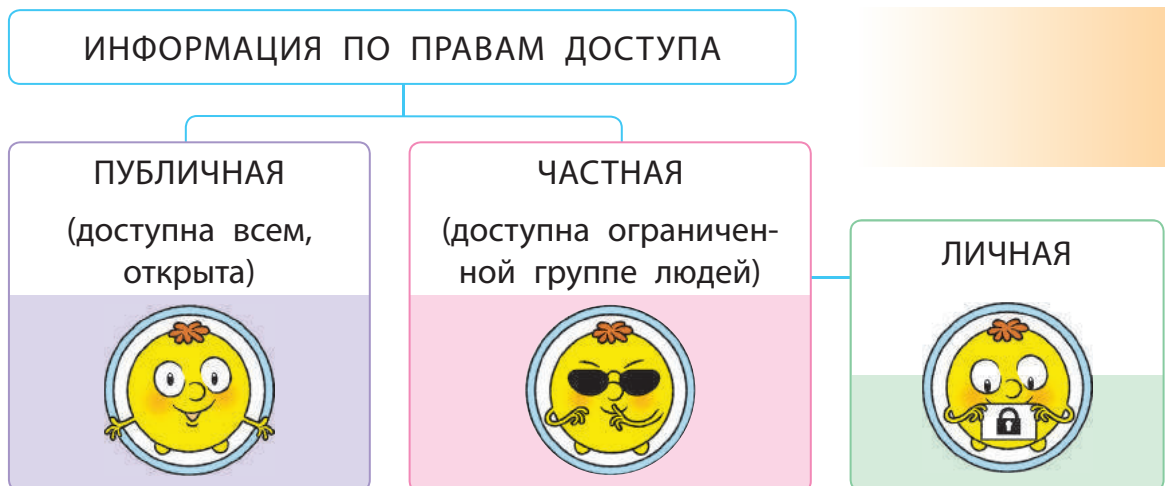 ИНФОРМАЦИЯ ПО ПРАВАМ ДОСТУПА
ПУБЛИЧНАЯ
(доступна всем,
открыта)
ЧАСТНАЯ
(доступна ограничен-
ной группе людей)
ЛИЧНАЯ